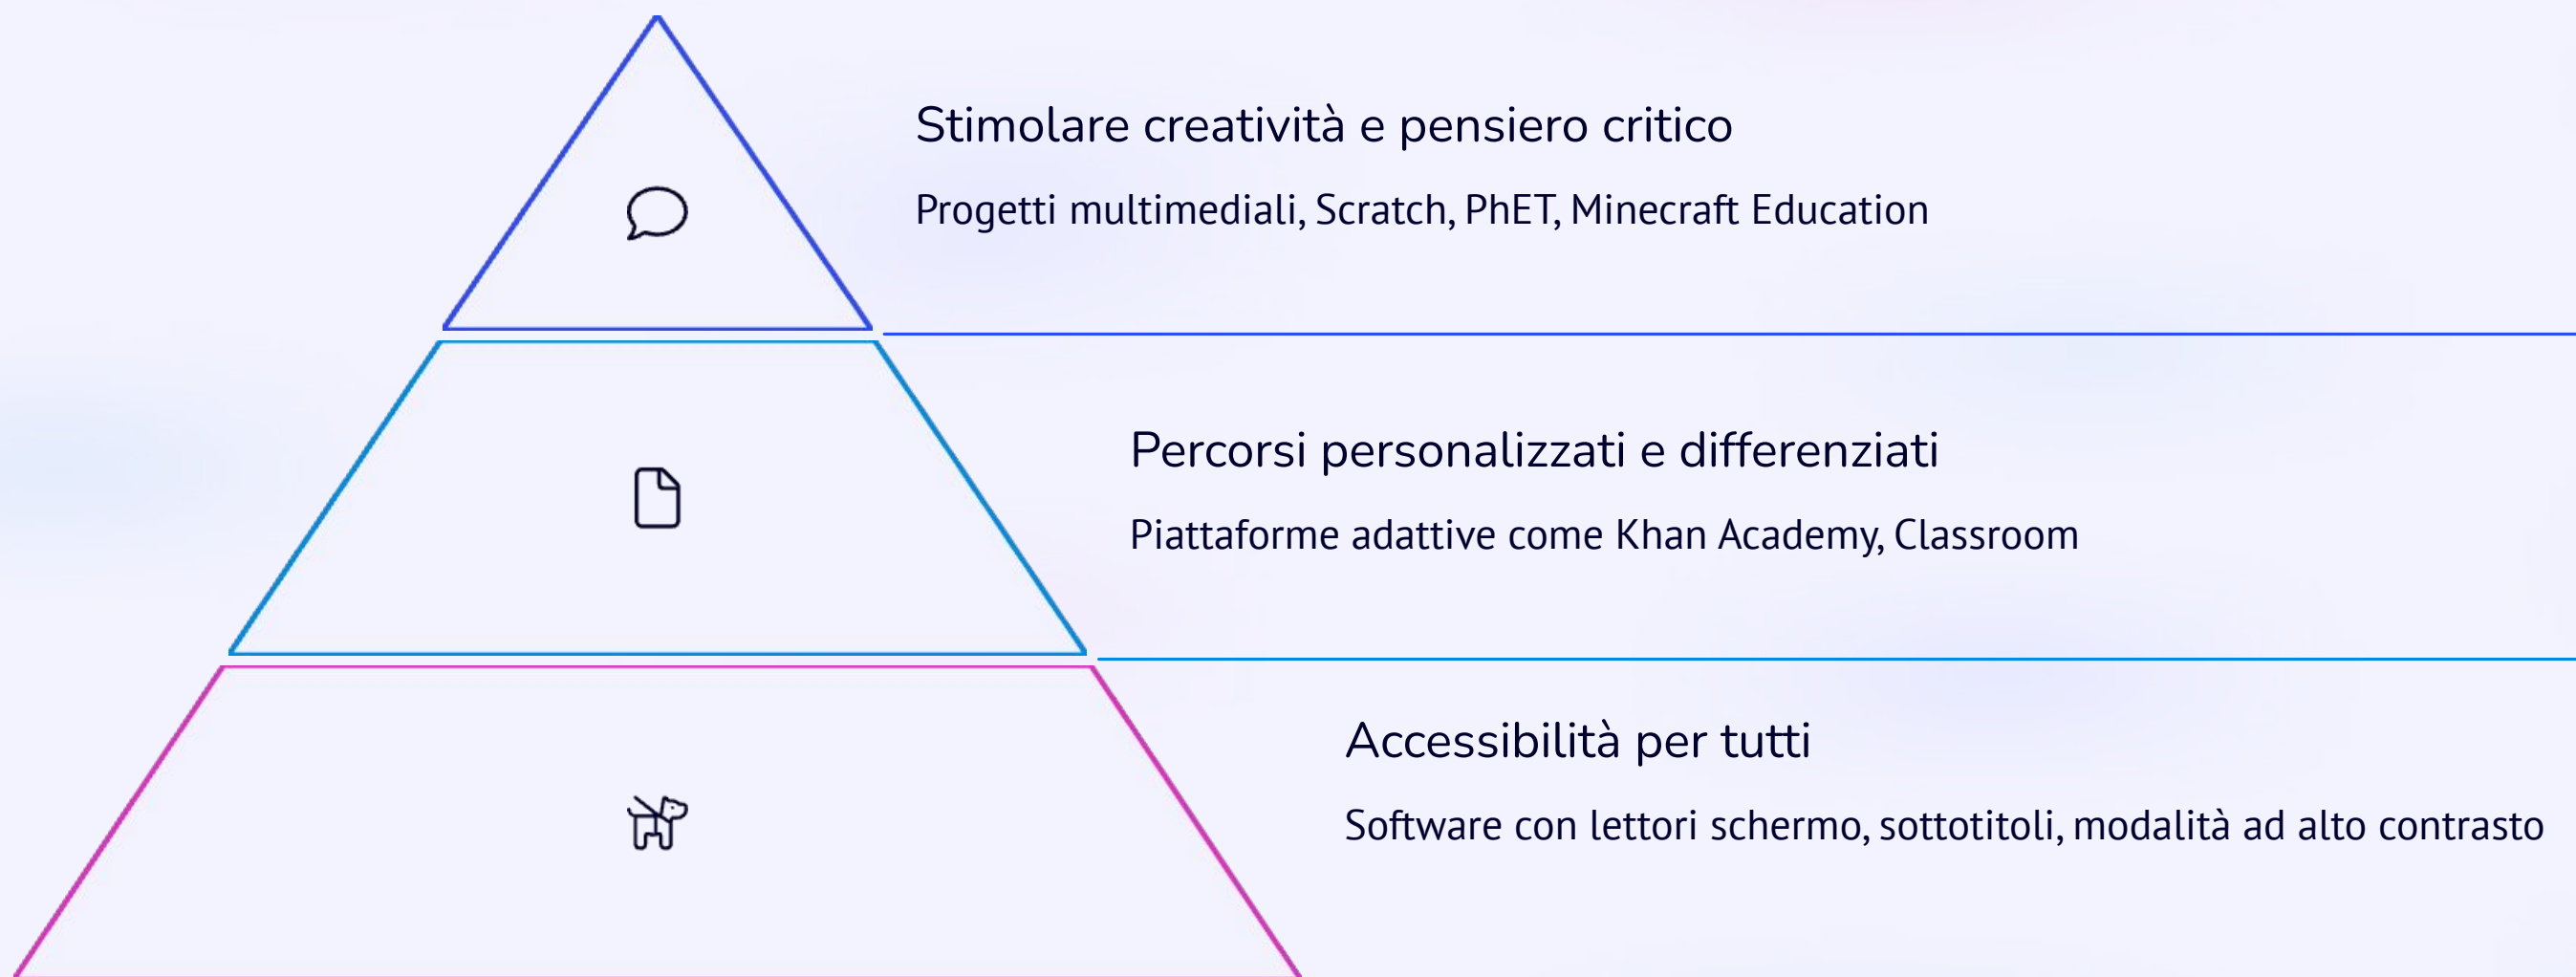 Stimolare creatività e pensiero critico
Progetti multimediali, Scratch, PhET, Minecraft Education
Percorsi personalizzati e differenziati
Piattaforme adattive come Khan Academy, Classroom
Accessibilità per tutti
Software con lettori schermo, sottotitoli, modalità ad alto contrasto